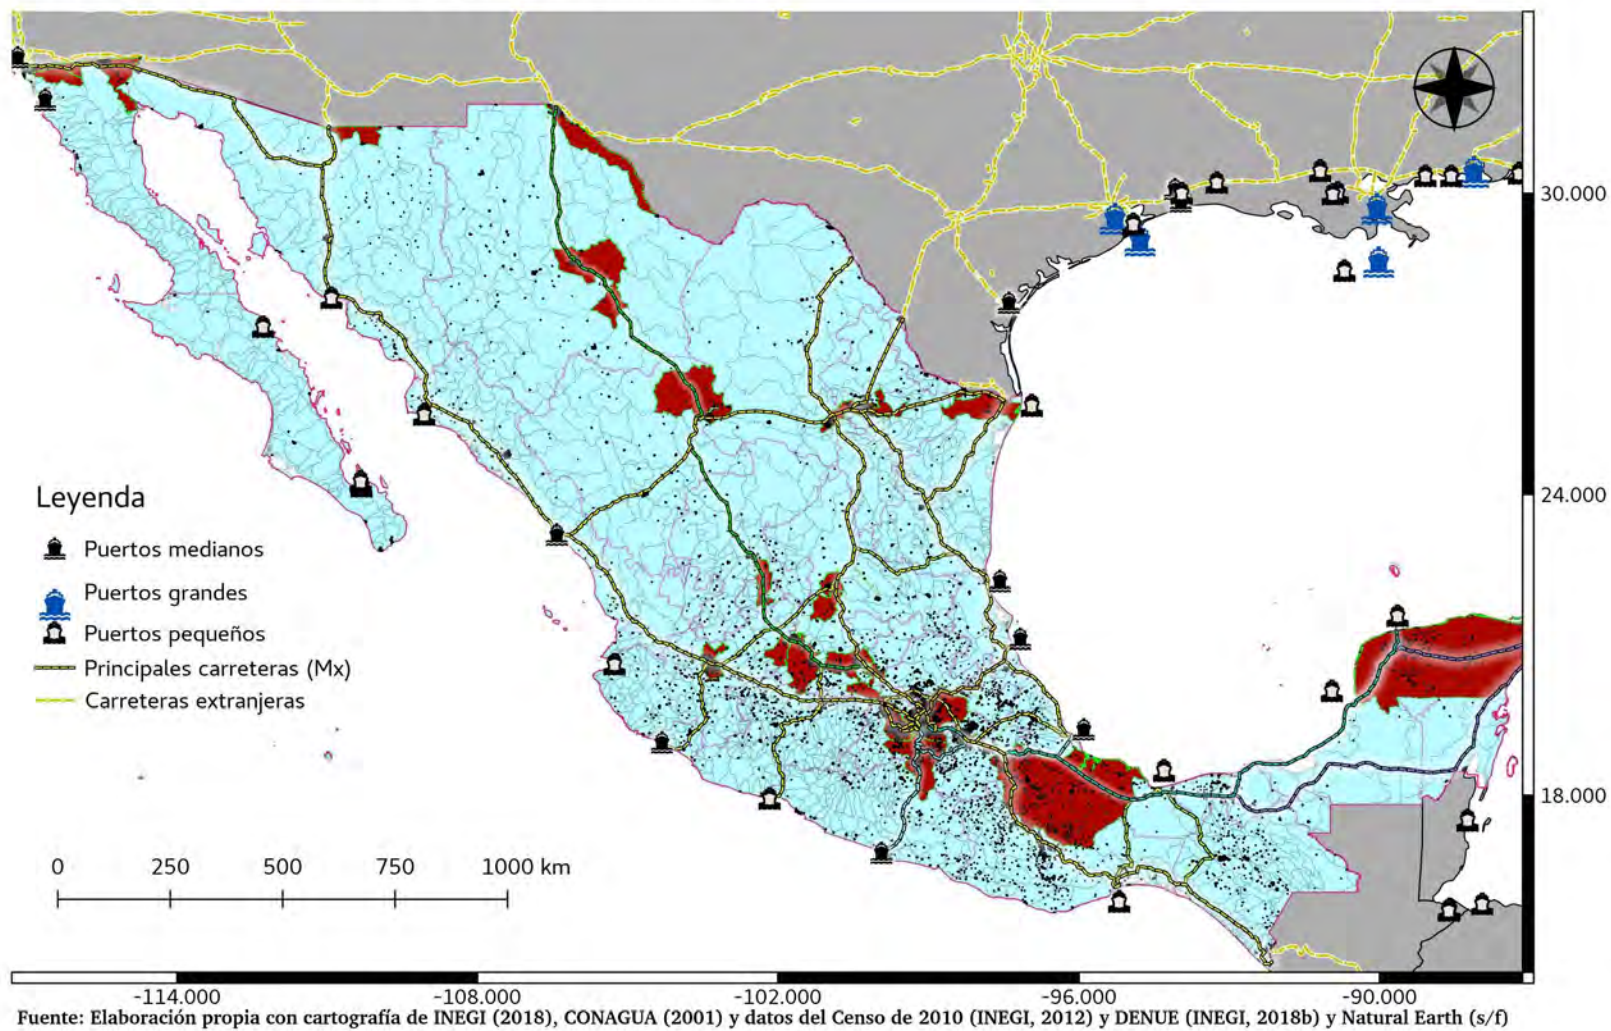 30.000
24.000
18.000
Leyenda
Puertos medianos
Puertos grandes
Puertos pequeños
Principales carreteras (Mx)
Carreteras extranjeras
0 250 500 750 1000 km
-114.000 -108.000 -102.000 -96.000 -90.000
Fuente: Elaboración propia con cartografía de INEGI (2018), CONAGUA (2001) y datos del Censo de 2010 (INEGI, 2012) y DENUE (INEGI, 2018b) y Natural Earth (s/f)